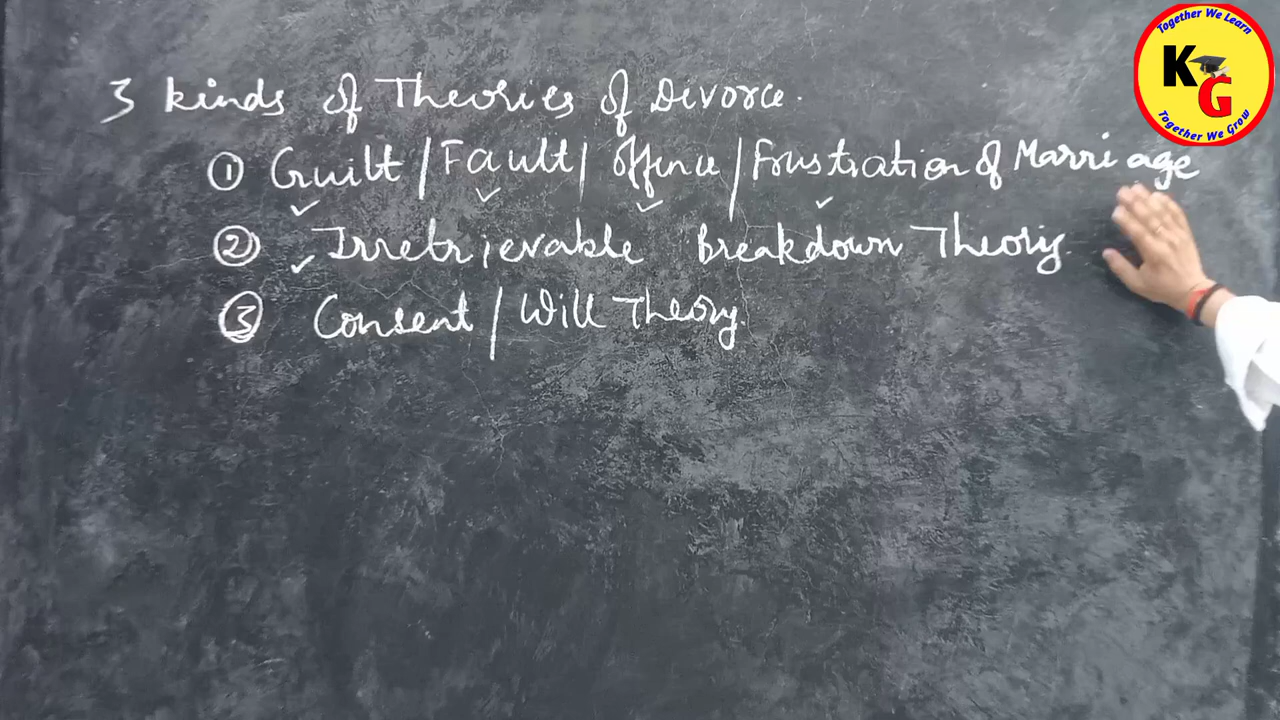 Together We Learn
KG
Together We Grow
3 kinds of Theories of Divorce.
① Guilt / Fault / Offence / Frustration of Marriage
② Irretrievable Breakdown Theory.
③ Consent / Will Theory.